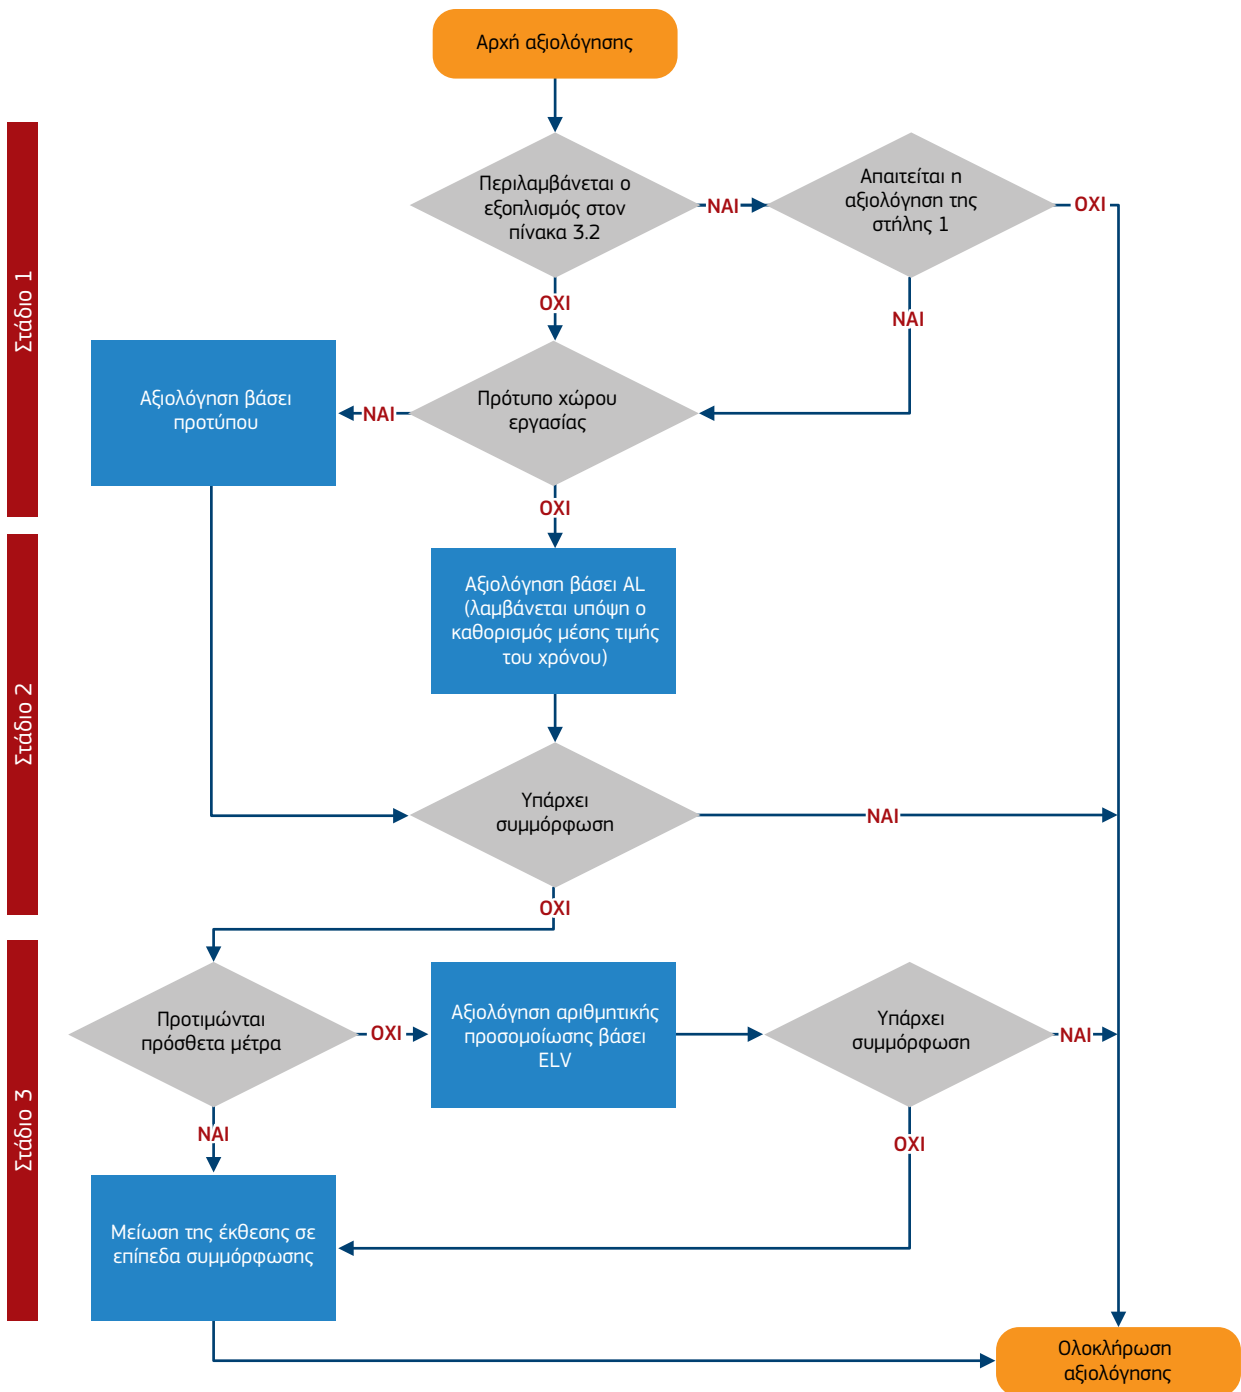 Αρχή αξιολόγησης
Στάδιο 1
Περιλαμβάνεται ο
εξοπλισμός στον
πίνακα 3.2
ΝΑΙ
Απαιτείται η
αξιολόγηση της
στήλης 1
ΟΧΙ
ΟΧΙ
ΝΑΙ
Αξιολόγηση βάσει
προτύπου
ΝΑΙ
Πρότυπο χώρου
εργασίας
ΟΧΙ
Στάδιο 2
Αξιολόγηση βάσει AL
(λαμβάνεται υπόψη ο
καθορισμός μέσης τιμής
του χρόνου)
Υπάρχει
συμμόρφωση
ΝΑΙ
ΟΧΙ
Στάδιο 3
Προτιμώνται
πρόσθετα μέτρα
ΟΧΙ
Αξιολόγηση αριθμητικής
προσομοίωσης βάσει
ELV
Υπάρχει
συμμόρφωση
ΝΑΙ
ΝΑΙ
ΟΧΙ
Μείωση της έκθεσης σε
επίπεδα συμμόρφωσης
Ολοκλήρωση
αξιολόγησης